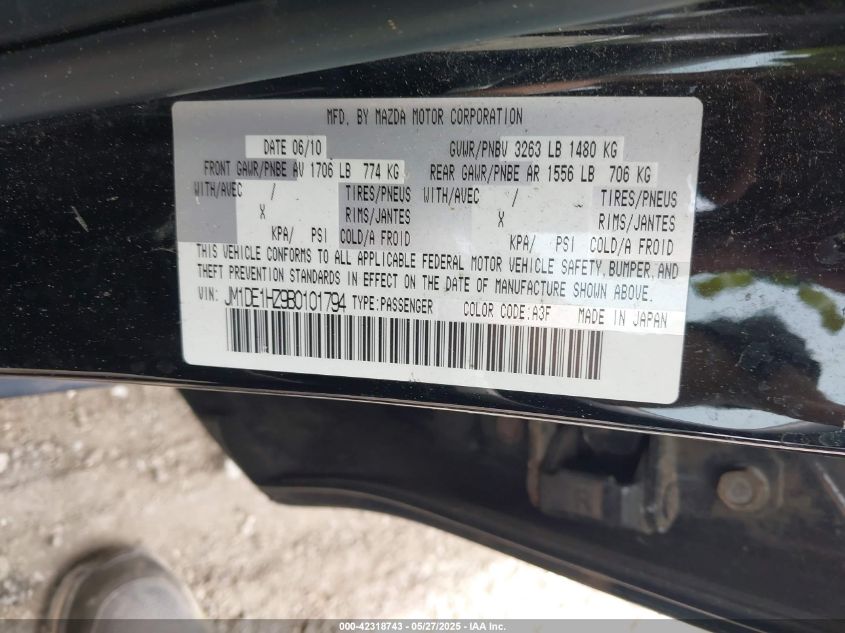 MFD. BY MAZDA MOTOR CORPORATION
DATE 06/10 GVWR/PNBV 3263 LB 1480 KG
FRONT GAWR/PNBE AV 1706 LB 774 KG REAR GAWR/PNBE AR 1556 LB 706 KG
WITH/AVEC / TIRES/PNEUS WITH/AVEC / TIRES/PNEUS
X RIMS/JANTES X RIMS/JANTES
KPA/ PSI COLD/A FROID KPA/ PSI COLD/A FROID
THIS VEHICLE CONFORMS TO ALL APPLICABLE FEDERAL MOTOR VEHICLE SAFETY, BUMPER, AND
THEFT PREVENTION STANDARDS IN EFFECT ON THE DATE OF MANUFACTURE SHOWN ABOVE.
VIN: JM1DE1HZ9B0101794 TYPE:PASSENGER COLOR CODE:A3F MADE IN JAPAN
000-42318743 - 05/27/2025 - IAA Inc.